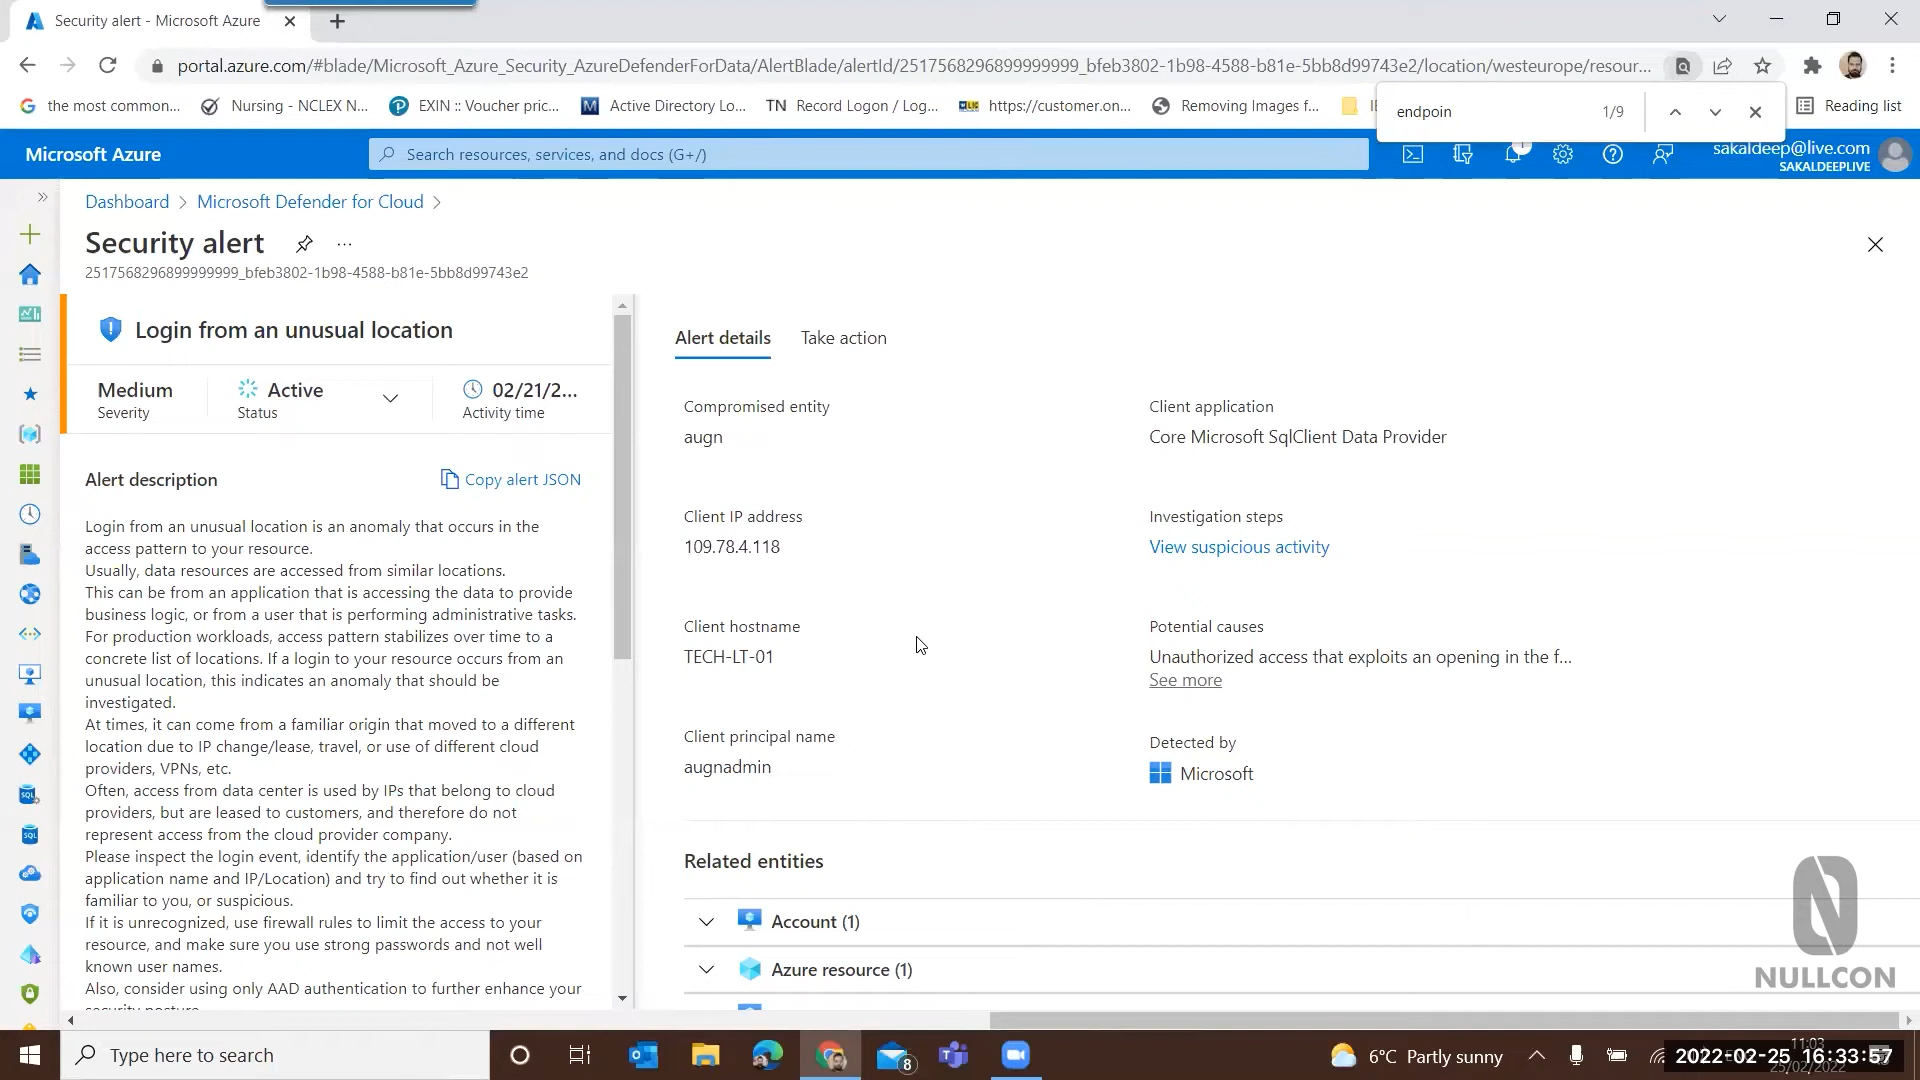 Security alert - Microsoft Azure
portal.azure.com/#blade/Microsoft_Azure_Security_AzureDefenderForData/AlertBlade/alertId/2517568296899999999_bfeb3802-1b98-4588-b81e-5bb8d99743e2/location/westeurope/resour...
the most common...
Nursing - NCLEX N...
EXIN :: Voucher pric...
Active Directory Lo...
TN Record Logon / Log...
https://customer.on...
Removing Images f...
Reading list
endpoin 1/9
Microsoft Azure
Search resources, services, and docs (G+/)
1
sakaldeep@live.com
SAKALDEEPLIVE
Dashboard > Microsoft Defender for Cloud >
Security alert
2517568296899999999_bfeb3802-1b98-4588-b81e-5bb8d99743e2
Login from an unusual location
Medium
Severity
Active
Status
02/21/2...
Activity time
Alert description
Copy alert JSON
Login from an unusual location is an anomaly that occurs in the
access pattern to your resource.
Usually, data resources are accessed from similar locations.
This can be from an application that is accessing the data to provide
business logic, or from a user that is performing administrative tasks.
For production workloads, access pattern stabilizes over time to a
concrete list of locations. If a login to your resource occurs from an
unusual location, this indicates an anomaly that should be
investigated.
At times, it can come from a familiar origin that moved to a different
location due to IP change/lease, travel, or use of different cloud
providers, VPNs, etc.
Often, access from data center is used by IPs that belong to cloud
providers, but are leased to customers, and therefore do not
represent access from the cloud provider company.
Please inspect the login event, identify the application/user (based on
application name and IP/Location) and try to find out whether it is
familiar to you, or suspicious.
If it is unrecognized, use firewall rules to limit the access to your
resource, and make sure you use strong passwords and not well
known user names.
Also, consider using only AAD authentication to further enhance your
security posture.
Alert details
Take action
Compromised entity
augn
Client application
Core Microsoft SqlClient Data Provider
Client IP address
109.78.4.118
Investigation steps
View suspicious activity
Client hostname
TECH-LT-01
Potential causes
Unauthorized access that exploits an opening in the f...
See more
Client principal name
augnadmin
Detected by
Microsoft
Related entities
Account (1)
Azure resource (1)
NULLCON
Type here to search
8
6°C Partly sunny
11:03
25/02/2022
2022-02-25 16:33:57